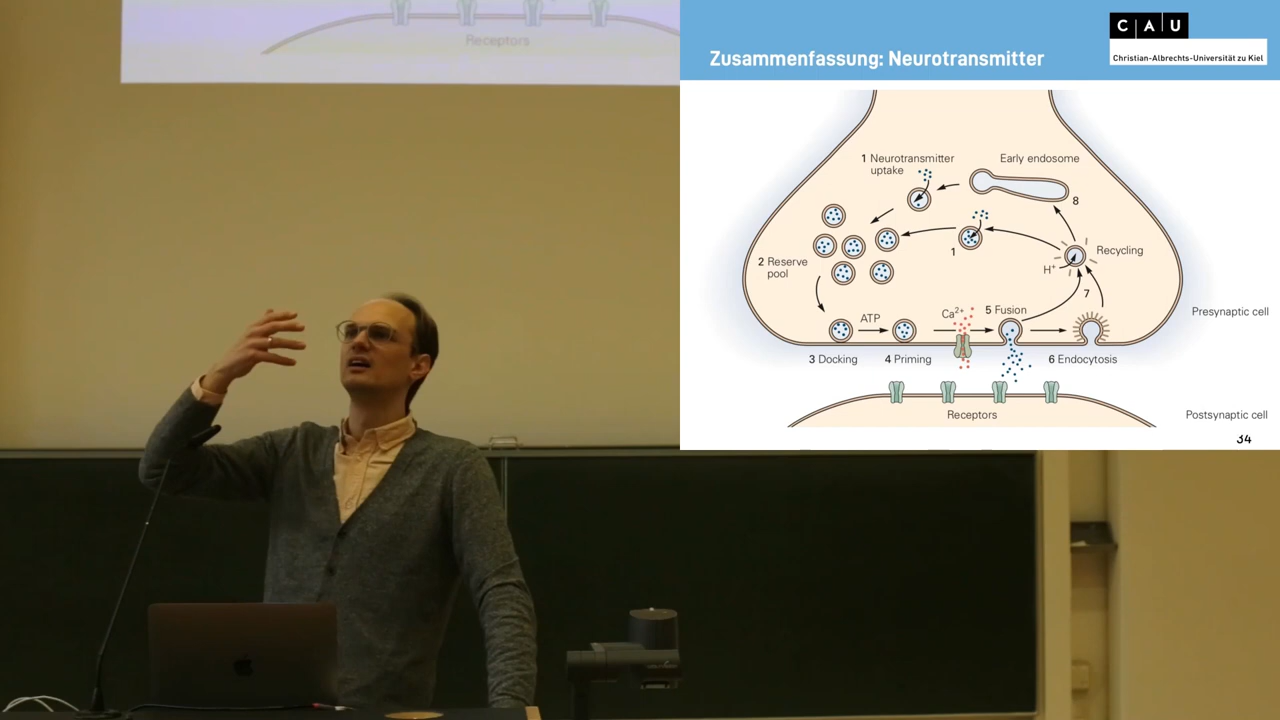 Receptors
Zusammenfassung: Neurotransmitter
C A U
Christian-Albrechts-Universität zu Kiel
1 Neurotransmitter
uptake
Early endosome
8
1
Recycling
2 Reserve
pool
H+
7
ATP
Ca2+
5 Fusion
Presynaptic cell
3 Docking
4 Priming
6 Endocytosis
Receptors
Postsynaptic cell
34